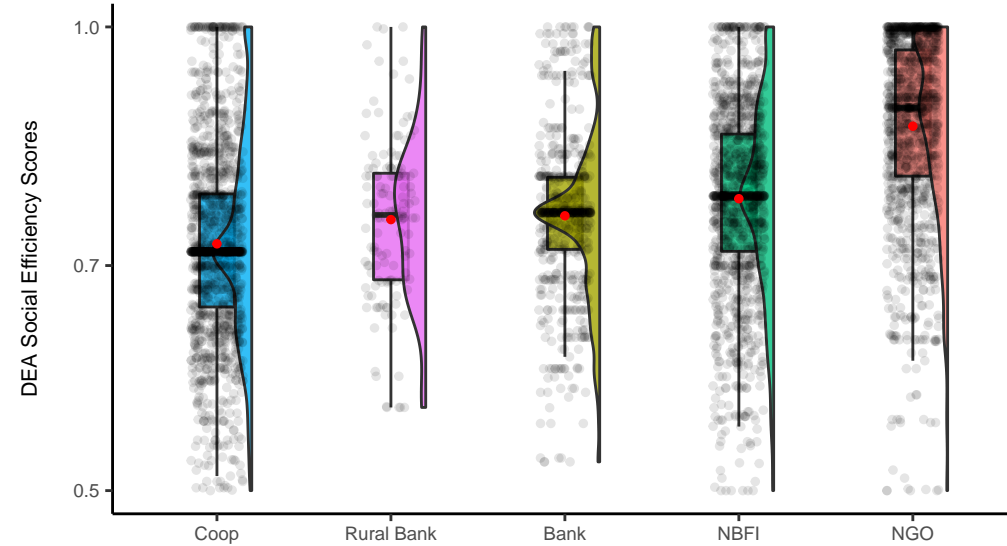 DEA Social Efficiency Scores
1.0
0.7
0.5
Coop Rural Bank Bank NBFI NGO